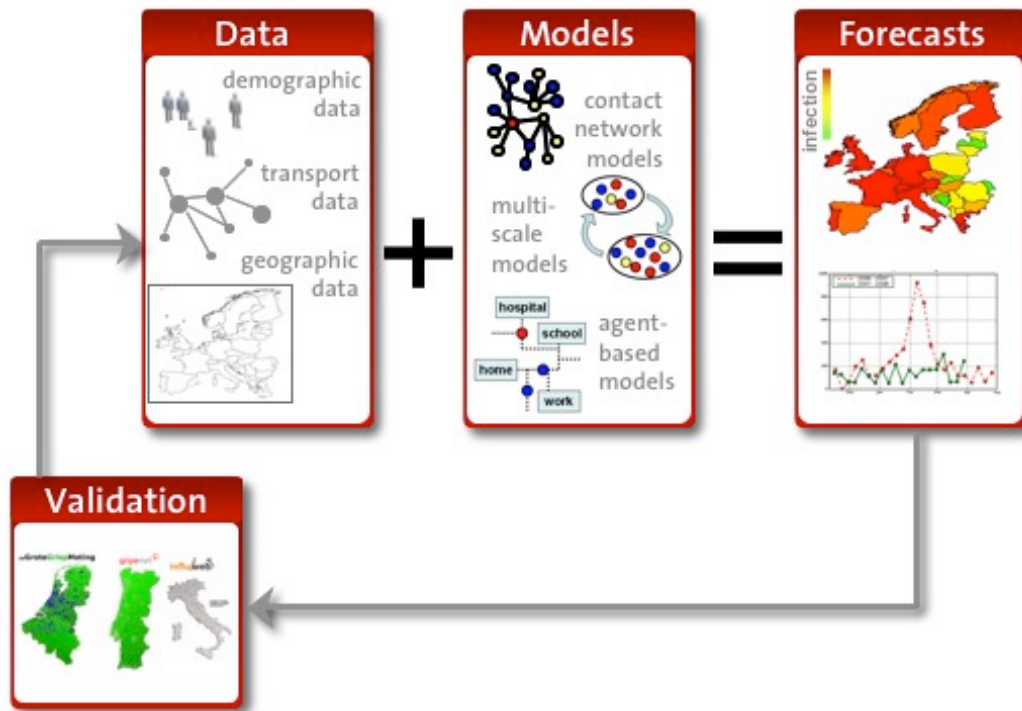 Data
demographic
data
transport
data
geographic
data
Models
contact
network
models
multi-
scale
models
hospital
school
home
work
agent-
based
models
Forecasts
infection
Validation
deGroteGriepMeting
gripenet
influweb